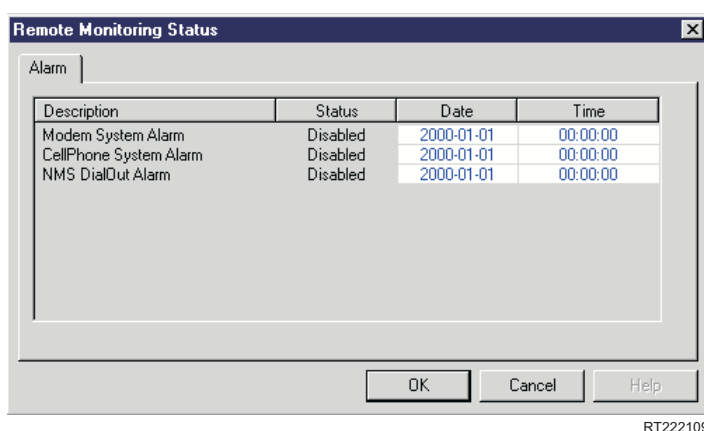 Remote Monitoring Status
Alarm
Description Status Date Time
Modem System Alarm Disabled 2000-01-01 00:00:00
CellPhone System Alarm Disabled 2000-01-01 00:00:00
NMS DialOut Alarm Disabled 2000-01-01 00:00:00
OK Cancel Help
RT222109